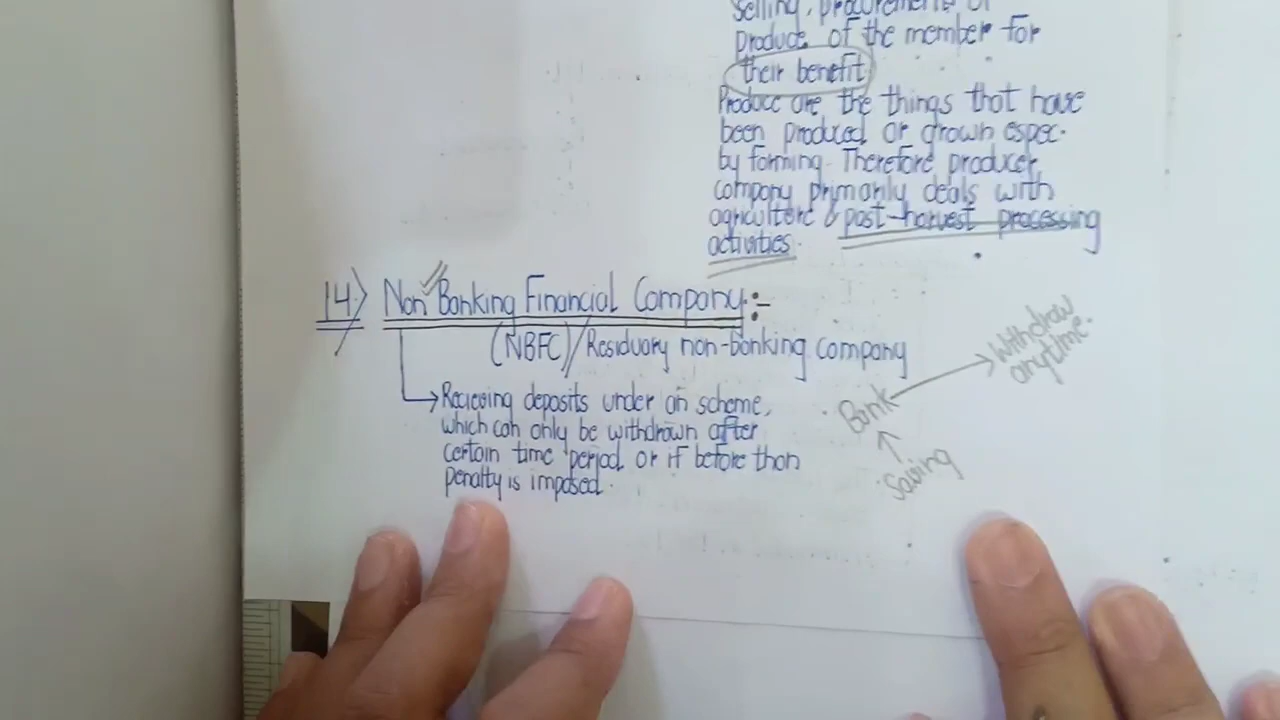 selling, procurements of
produce of the member for
their benefit
Produce are the things that have
been produced or grown espec.
by forming. Therefore producer
company primarily deals with
agriculture & post-harvest processing
activities.
14) Non Banking Financial Company:-
(NBFC)/Residuary non-banking company
Recieving deposits under an scheme,
which can only be withdrawn after
certain time period or if before than
penalty is imposed.
Bank
Withdraw
anytime.
Saving